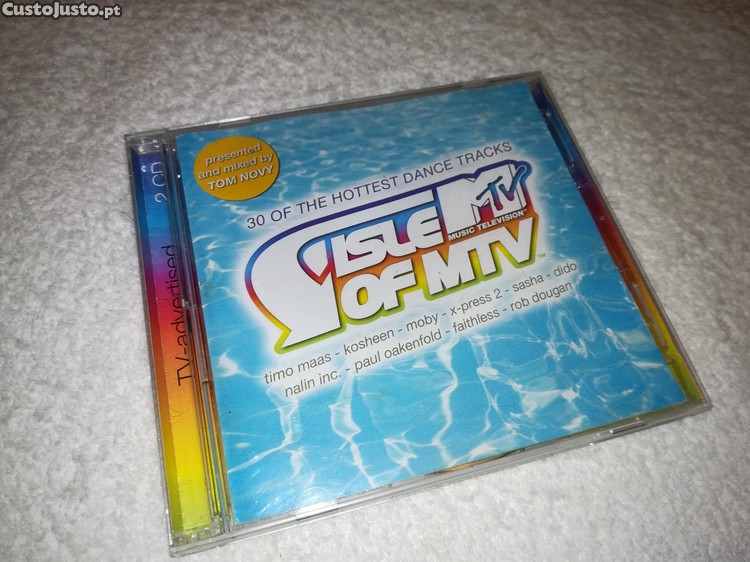 CustoJusto.pt
presented
and mixed by
TOM NOVY
2 CD
TV-advertised
30 OF THE HOTTEST DANCE TRACKS
ISLE MTV
MUSIC TELEVISION®
OF MTV™
timo maas - kosheen - moby - x-press 2 - sasha - dido
nalin inc. - paul oakenfold - faithless - rob dougan